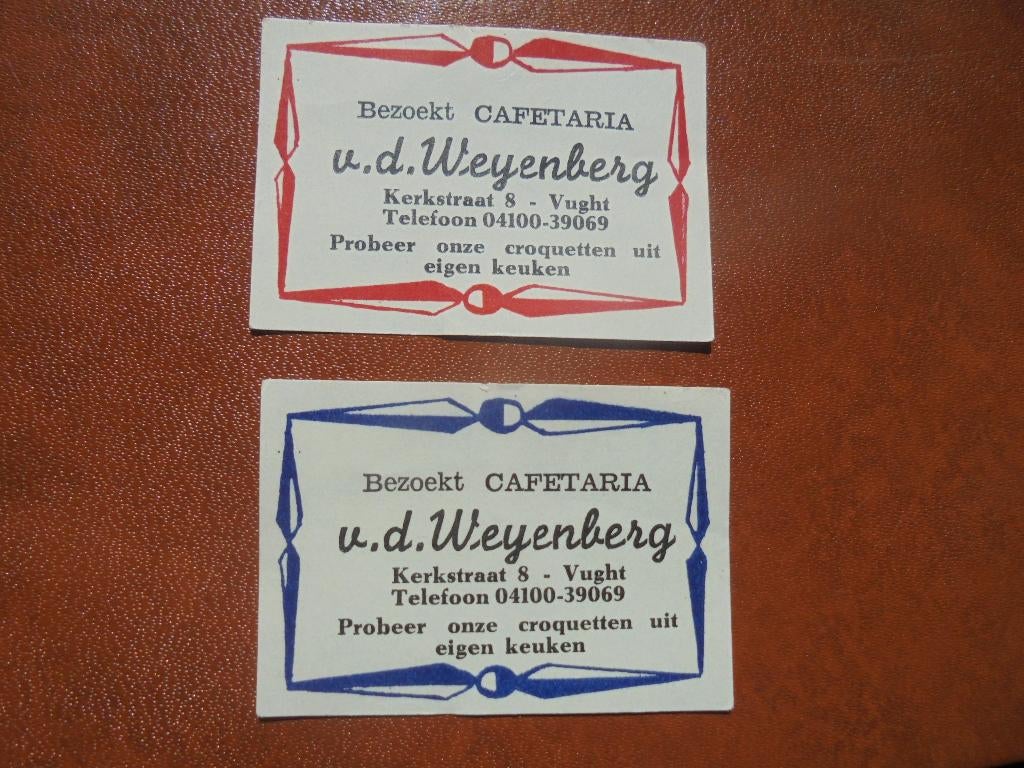 Bezoekt CAFETARIA
v.d.Weyenberg
Kerkstraat 8 - Vught
Telefoon 04100-39069
Probeer onze croquetten uit
eigen keuken
Bezoekt CAFETARIA
v.d.Weyenberg
Kerkstraat 8 - Vught
Telefoon 04100-39069
Probeer onze croquetten uit
eigen keuken